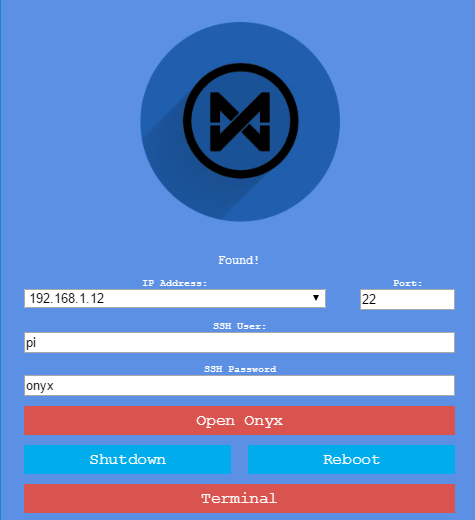 Found!
IP Address: Port:
192.168.1.12 22
SSH User:
pi
SSH Password
onyx
Open Onyx
Shutdown Reboot
Terminal